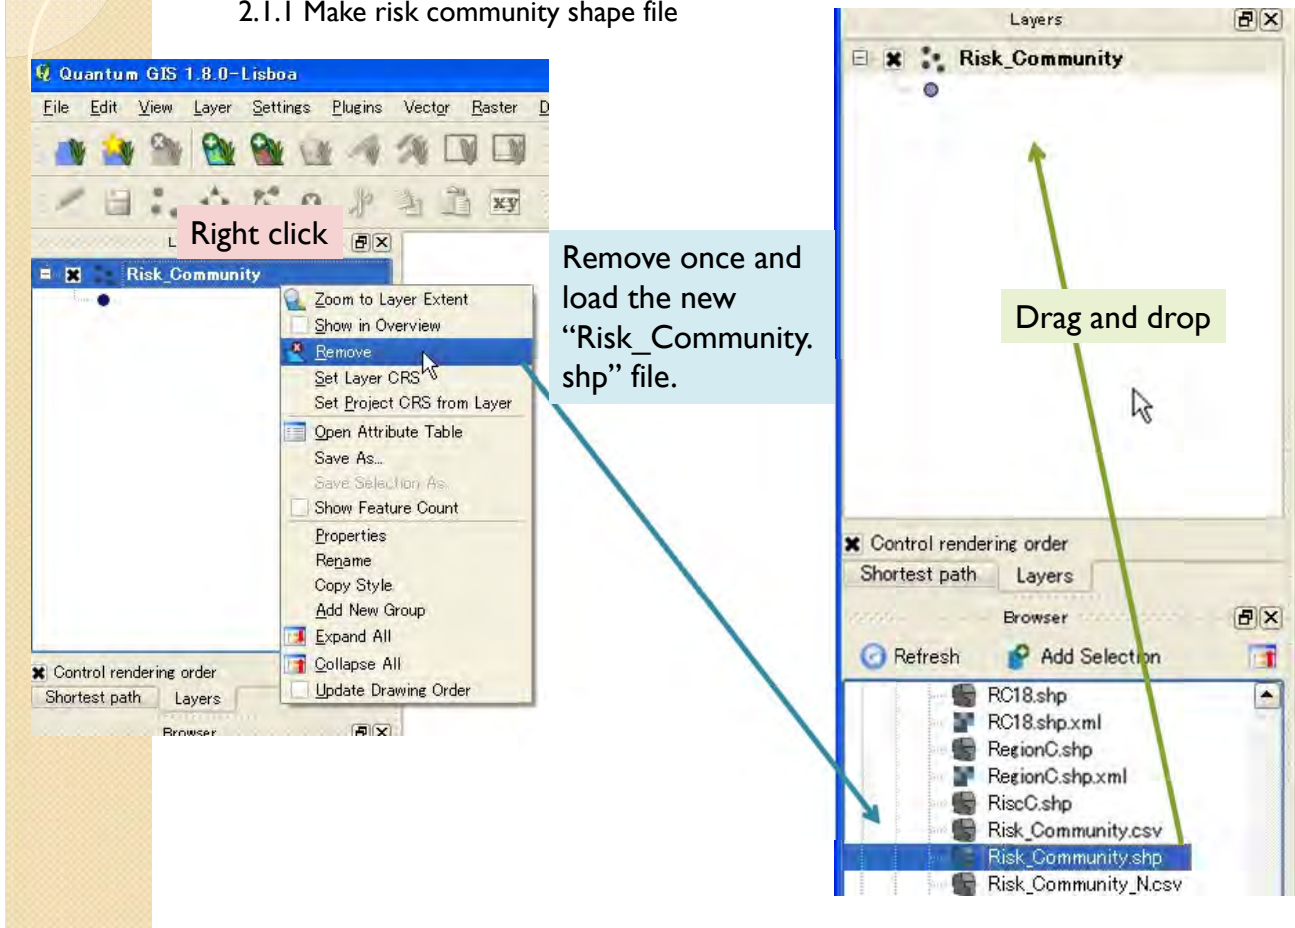 2.1.1 Make risk community shape file
Quantum GIS 1.8.0-Lisboa
File Edit View Layer Settings Plugins Vector Raster D
Right click
L
Risk_Community
Zoom to Layer Extent
Show in Overview
Remove
Set Layer CRS
Set Project CRS from Layer
Open Attribute Table
Save As...
Save Selection As.
Show Feature Count
Properties
Rename
Copy Style
Add New Group
Expand All
Collapse All
Update Drawing Order
Control rendering order
Shortest path Layers
Browser
Remove once and
load the new
“Risk_Community.
shp” file.
Layers
Risk_Community
Drag and drop
Control rendering order
Shortest path Layers
Browser
Refresh Add Selection
RC18.shp
RC18.shp.xml
RegionC.shp
RegionC.shp.xml
RiscC.shp
Risk_Community.csv
Risk_Community.shp
Risk_Community_N.csv